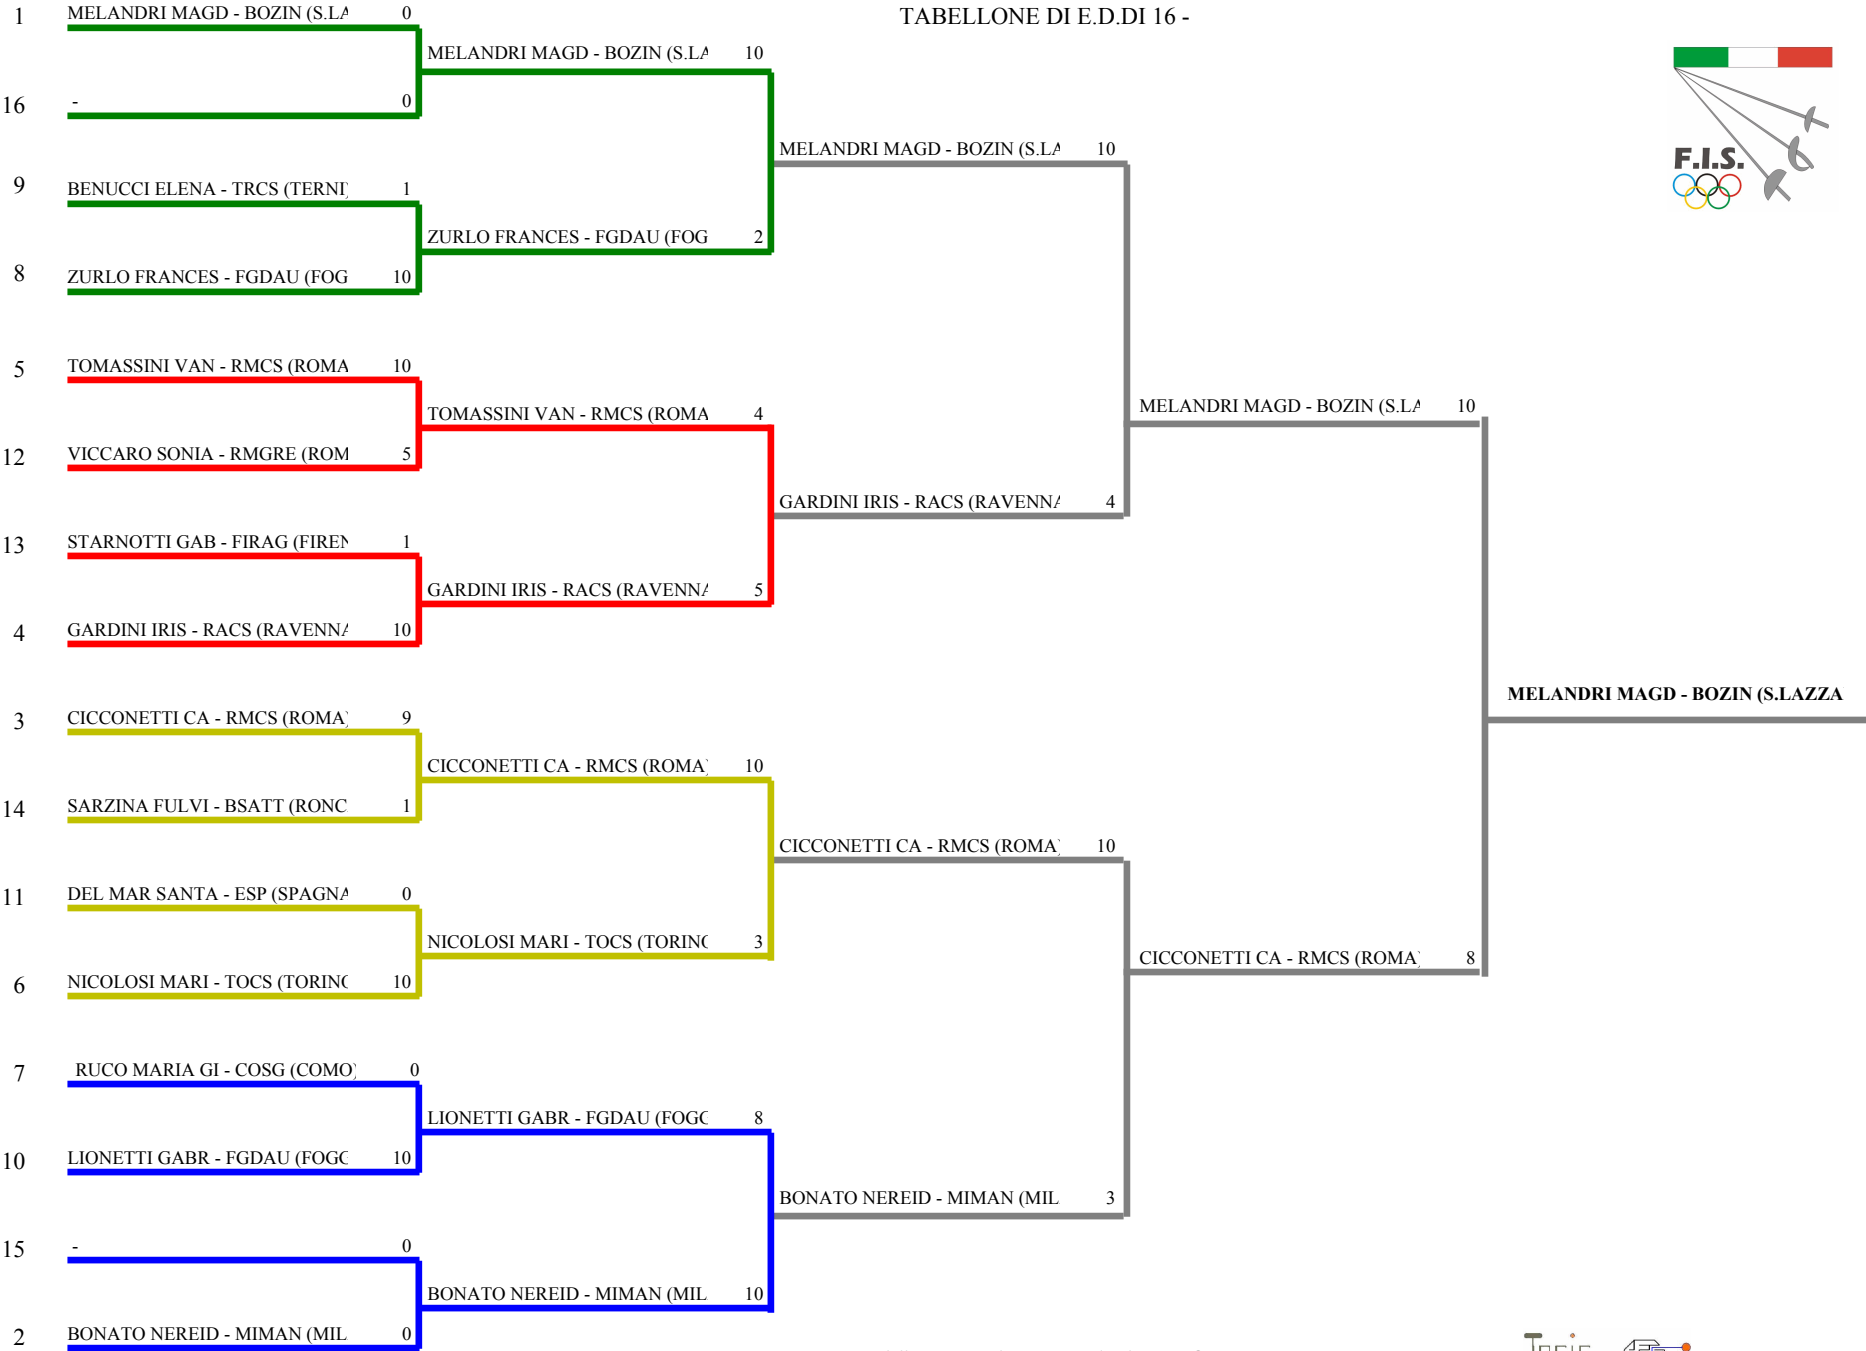 TABELLONE DI E.D.DI 16 -
F.I.S.
1 MELANDRI MAGD - BOZIN (S.LA 0
16 - 0
9 BENUCCI ELENA - TRCS (TERNI) 1
8 ZURLO FRANCES - FGDAU (FOG 10
5 TOMASSINI VAN - RMCS (ROMA 10
12 VICCARO SONIA - RMGRE (ROM 5
13 STARNOTTI GAB - FIRAG (FIREN 1
4 GARDINI IRIS - RACS (RAVENNA 10
3 CICCONETTI CA - RMCS (ROMA) 9
14 SARZINA FULVI - BSATT (RONC 1
11 DEL MAR SANTA - ESP (SPAGNA 0
6 NICOLOSI MARI - TOCS (TORINO 10
7 RUCO MARIA GI - COSG (COMO) 0
10 LIONETTI GABR - FGDAU (FOGG 10
15 - 0
2 BONATO NEREID - MIMAN (MIL 0
MELANDRI MAGD - BOZIN (S.LA 10
ZURLO FRANCES - FGDAU (FOG 2
TOMASSINI VAN - RMCS (ROMA 4
GARDINI IRIS - RACS (RAVENNA 5
CICCONETTI CA - RMCS (ROMA) 10
NICOLOSI MARI - TOCS (TORINO 3
LIONETTI GABR - FGDAU (FOGG 8
BONATO NEREID - MIMAN (MIL 10
MELANDRI MAGD - BOZIN (S.LA 10
GARDINI IRIS - RACS (RAVENNA 4
CICCONETTI CA - RMCS (ROMA) 10
BONATO NEREID - MIMAN (MIL 3
MELANDRI MAGD - BOZIN (S.LA 10
CICCONETTI CA - RMCS (ROMA) 8
MELANDRI MAGD - BOZIN (S.LAZZA